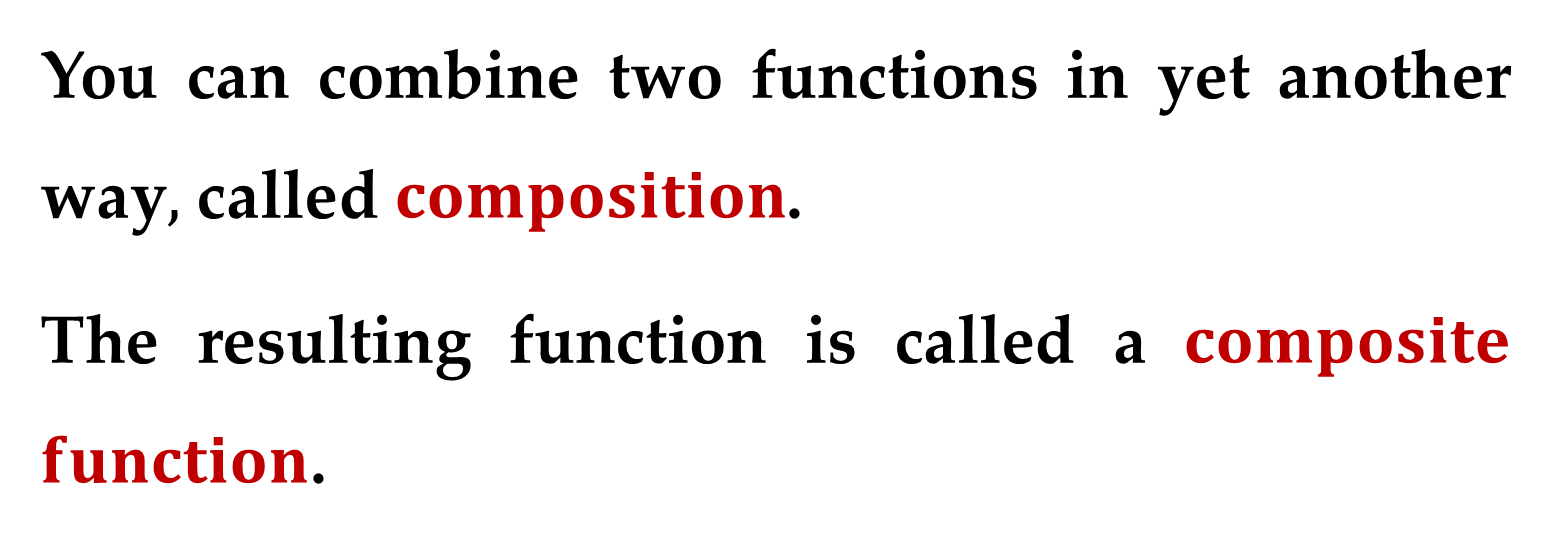 You can combine two functions in yet another
way, called composition.
The resulting function is called a composite
function.